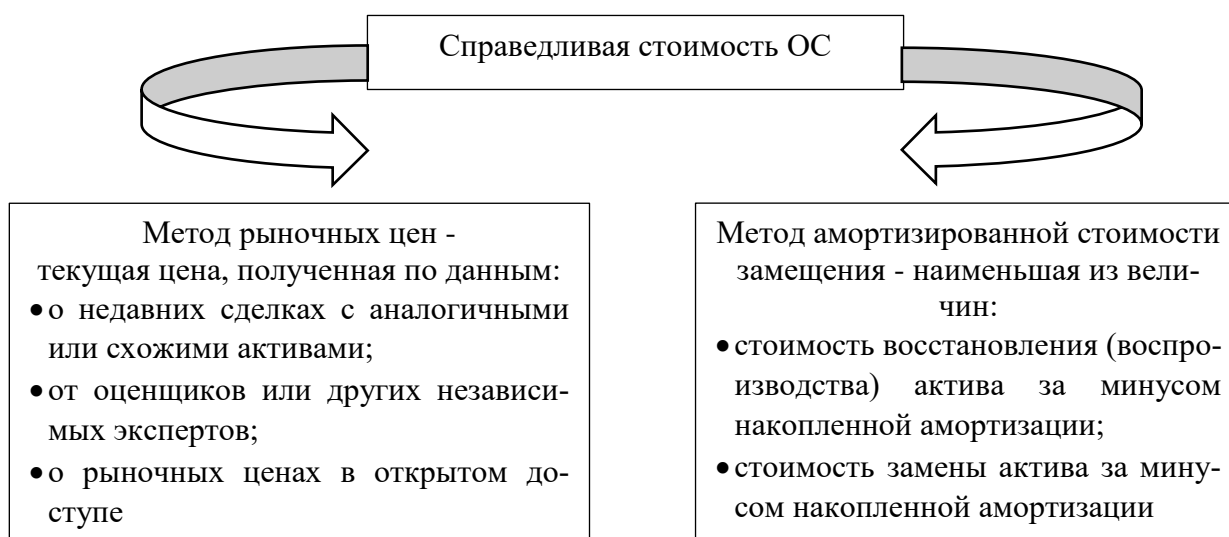 Справедливая стоимость ОС
Метод рыночных цен -
текущая цена, полученная по данным:
• о недавних сделках с аналогичными
или схожими активами;
• от оценщиков или других независи-
мых экспертов;
• о рыночных ценах в открытом до-
ступе
Метод амортизированной стоимости
замещения - наименьшая из вели-
чин:
• стоимость восстановления (воспро-
изводства) актива за минусом
накопленной амортизации;
• стоимость замены актива за мину-
сом накопленной амортизации